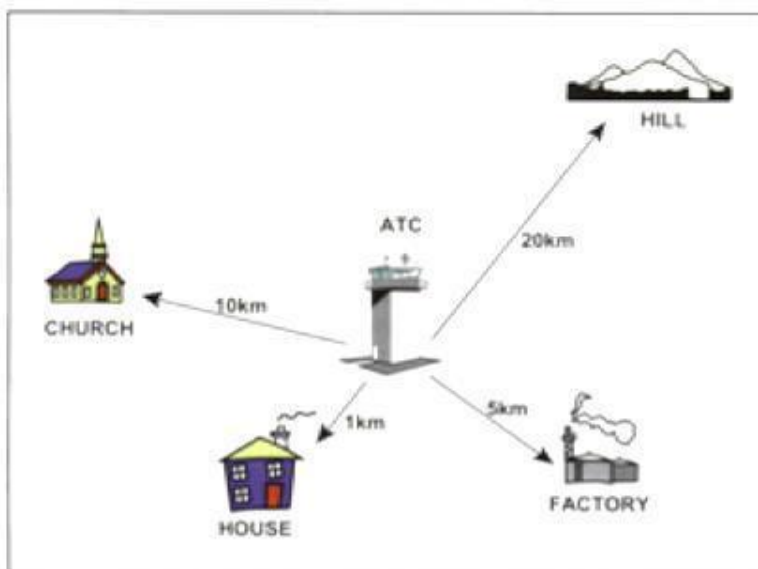 HILL
ATC
20km
10km
CHURCH
1km
5km
FACTORY
HOUSE